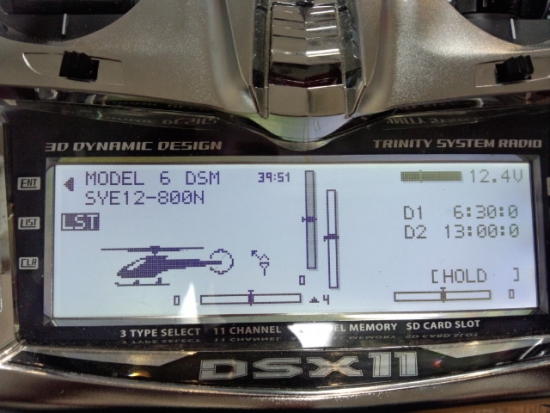 3D DYNAMIC DESIGN
TRINITY SYSTEM RADIO
ENT
LIST
CLR
MODEL 6 DSM 39:51
SYE12-800N
LST
12.4V
D1 6:30:0
D2 13:00:0
[HOLD ]
0
0
▲4
0
3 TYPE SELECT 11 CHANNEL MEMORY SD CARD SLOT
DSX11